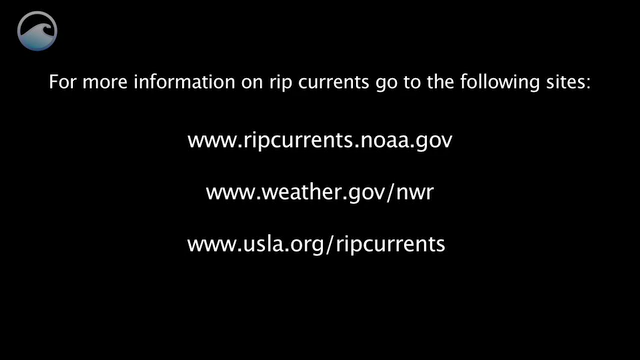 For more information on rip currents go to the following sites:
www.ripcurrents.noaa.gov
www.weather.gov/nwr
www.usla.org/ripcurrents